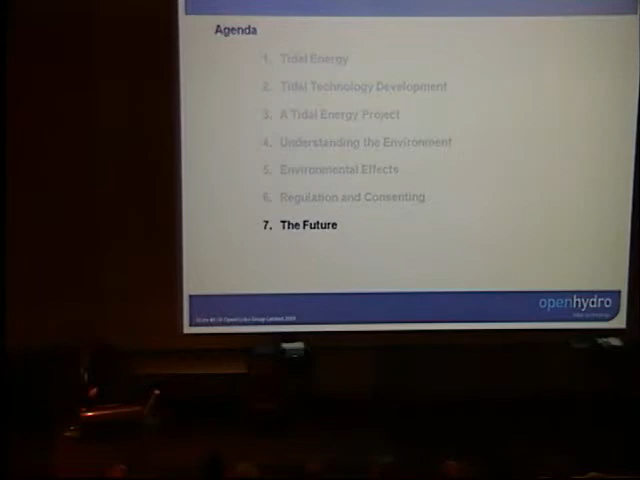 Agenda
1. Tidal Energy
2. Tidal Technology Development
3. A Tidal Energy Project
4. Understanding the Environment
5. Environmental Effects
6. Regulation and Consenting
7. The Future
openhydro